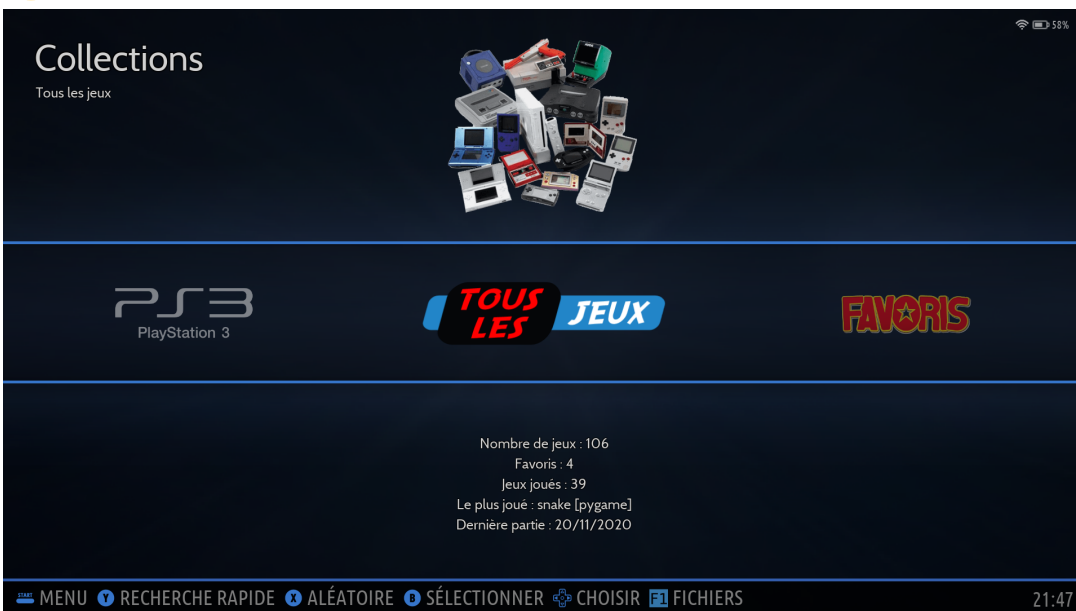 58%
Collections
Tous les jeux
PS3
PlayStation 3
TOUS
LES
JEUX
FAVORIS
Nombre de jeux : 106
Favoris : 4
Jeux joués : 39
Le plus joué : snake [pygame]
Dernière partie : 20/11/2020
START MENU Y RECHERCHE RAPIDE X ALÉATOIRE B SÉLECTIONNER CHOISIR F1 FICHIERS 21:47